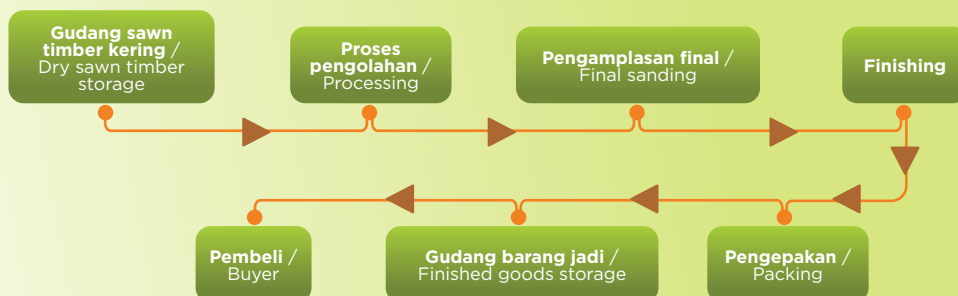 Gudang sawn
timber kering /
Dry sawn timber
storage
Proses
pengolahan /
Processing
Pengamplasan final /
Final sanding
Finishing
Pembeli /
Buyer
Gudang barang jadi /
Finished goods storage
Pengepakan /
Packing